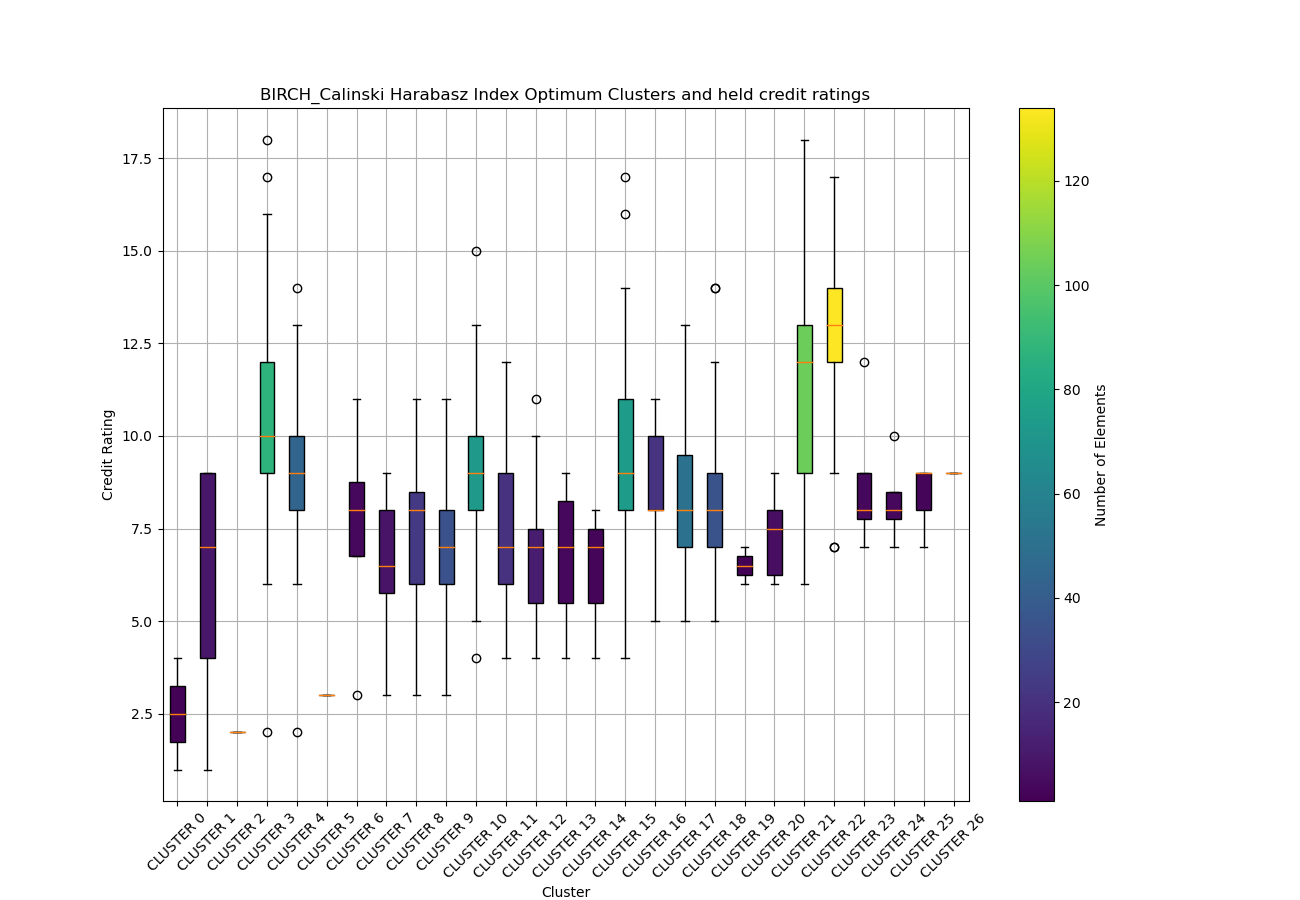 BIRCH_Calinski Harabasz Index Optimum Clusters and held credit ratings
17.5
15.0
12.5
10.0
7.5
5.0
2.5
Credit Rating
CLUSTER 0
CLUSTER 1
CLUSTER 2
CLUSTER 3
CLUSTER 4
CLUSTER 5
CLUSTER 6
CLUSTER 7
CLUSTER 8
CLUSTER 9
CLUSTER 10
CLUSTER 11
CLUSTER 12
CLUSTER 13
CLUSTER 14
CLUSTER 15
CLUSTER 16
CLUSTER 17
CLUSTER 18
CLUSTER 19
CLUSTER 20
CLUSTER 21
CLUSTER 22
CLUSTER 23
CLUSTER 24
CLUSTER 25
CLUSTER 26
Cluster
120
100
80
60
40
20
Number of Elements